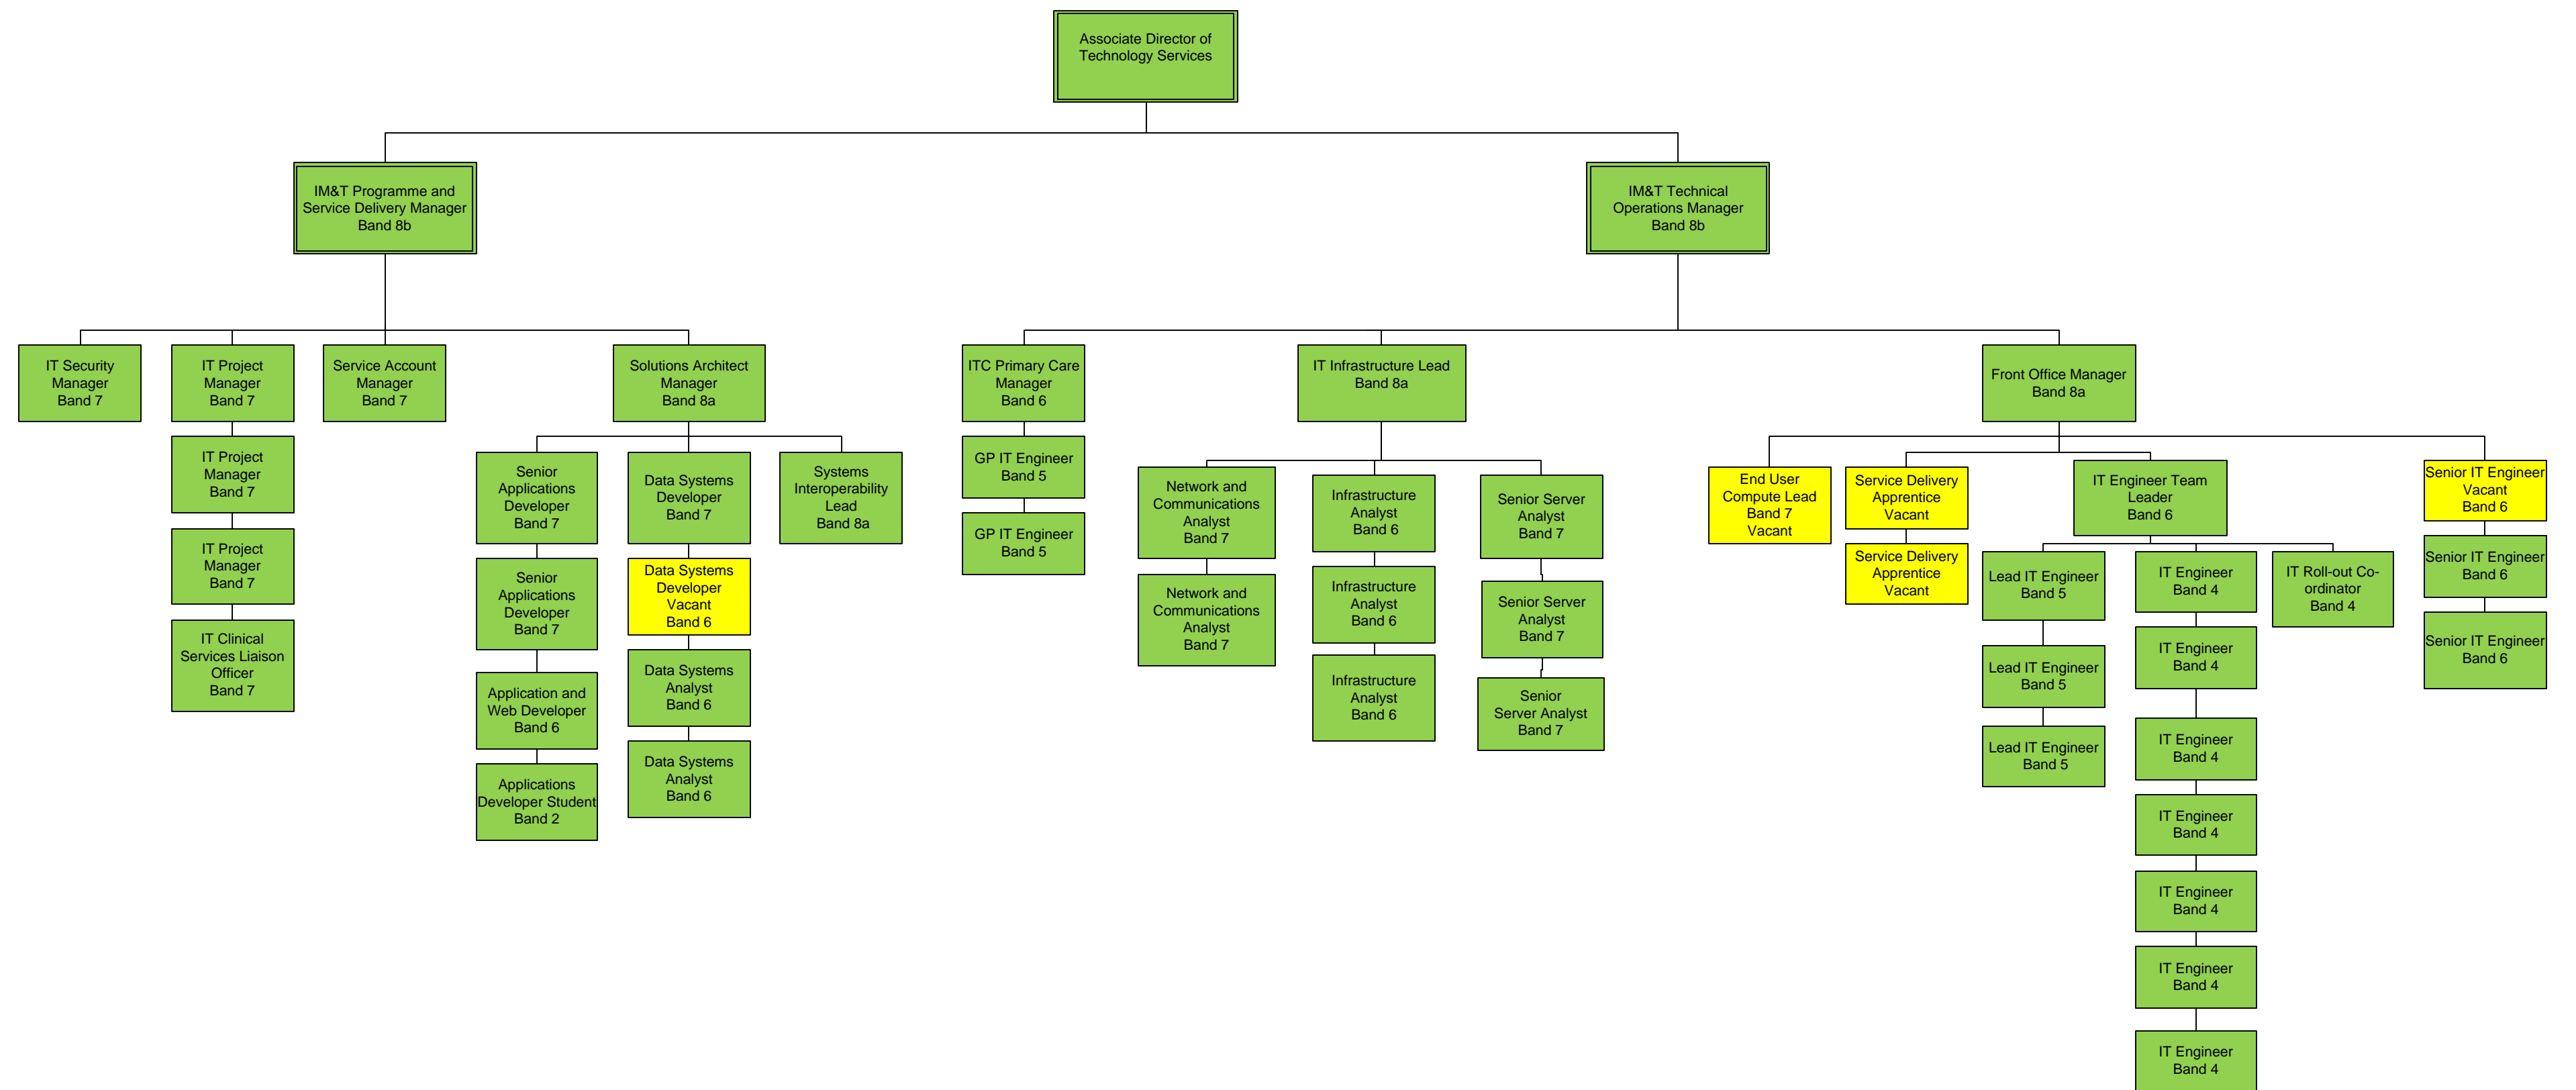 Associate Director of
Technology Services
IM&T Programme and
Service Delivery Manager
Band 8b
IM&T Technical
Operations Manager
Band 8b
IT Security
Manager
Band 7
IT Project
Manager
Band 7
Service Account
Manager
Band 7
Solutions Architect
Manager
Band 8a
ITC Primary Care
Manager
Band 6
IT Infrastructure Lead
Band 8a
Front Office Manager
Band 8a
IT Project
Manager
Band 7
IT Project
Manager
Band 7
IT Clinical
Services Liaison
Officer
Band 7
Senior
Applications
Developer
Band 7
Senior
Applications
Developer
Band 7
Application and
Web Developer
Band 6
Applications
Developer Student
Band 2
Data Systems
Developer
Band 7
Data Systems
Developer
Vacant
Band 6
Data Systems
Analyst
Band 6
Data Systems
Analyst
Band 6
Systems
Interoperability
Lead
Band 8a
GP IT Engineer
Band 5
GP IT Engineer
Band 5
Network and
Communications
Analyst
Band 7
Network and
Communications
Analyst
Band 7
Infrastructure
Analyst
Band 6
Infrastructure
Analyst
Band 6
Infrastructure
Analyst
Band 6
Senior Server
Analyst
Band 7
Senior Server
Analyst
Band 7
Senior
Server Analyst
Band 7
End User
Compute Lead
Band 7
Vacant
Service Delivery
Apprentice
Vacant
Service Delivery
Apprentice
Vacant
IT Engineer Team
Leader
Band 6
Lead IT Engineer
Band 5
Lead IT Engineer
Band 5
Lead IT Engineer
Band 5
IT Engineer
Band 4
IT Engineer
Band 4
IT Engineer
Band 4
IT Engineer
Band 4
IT Engineer
Band 4
IT Engineer
Band 4
IT Engineer
Band 4
IT Roll-out Co-
ordinator
Band 4
Senior IT Engineer
Vacant
Band 6
Senior IT Engineer
Band 6
Senior IT Engineer
Band 6